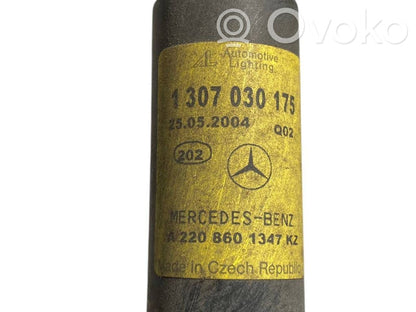 Ovoko
AL Automotive
Lighting
1 307 030 175
25.05.2004 Q02
202
MERCEDES-BENZ
A 220 860 1347 KZ
Made in Czech Republic